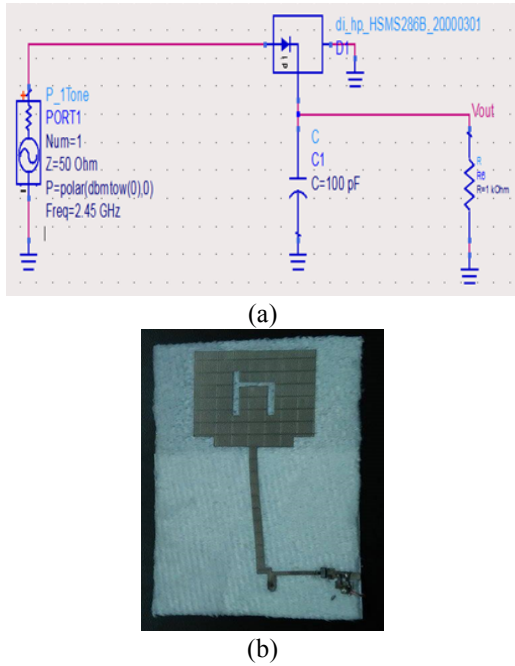 di_hp_HSMS286B_20000301
D1
P_1Tone
PORT1
Num=1
Z=50 Ohm
P=polar(dbmtow(0),0)
Freq=2.45 GHz
C
C1
C=100 pF
Vout
R
R=1 kOhm
(a)
(b)